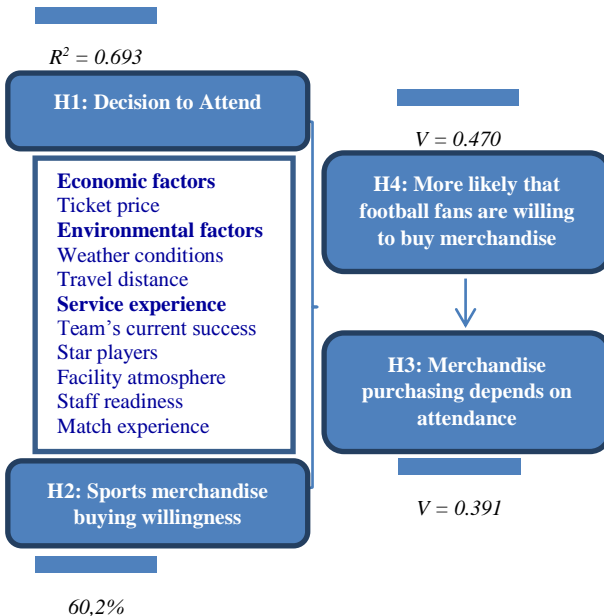 R² = 0.693
H1: Decision to Attend
Economic factors
Ticket price
Environmental factors
Weather conditions
Travel distance
Service experience
Team’s current success
Star players
Facility atmosphere
Staff readiness
Match experience
H2: Sports merchandise
buying willingness
60,2%
V = 0.470
H4: More likely that
football fans are willing
to buy merchandise
H3: Merchandise
purchasing depends on
attendance
V = 0.391